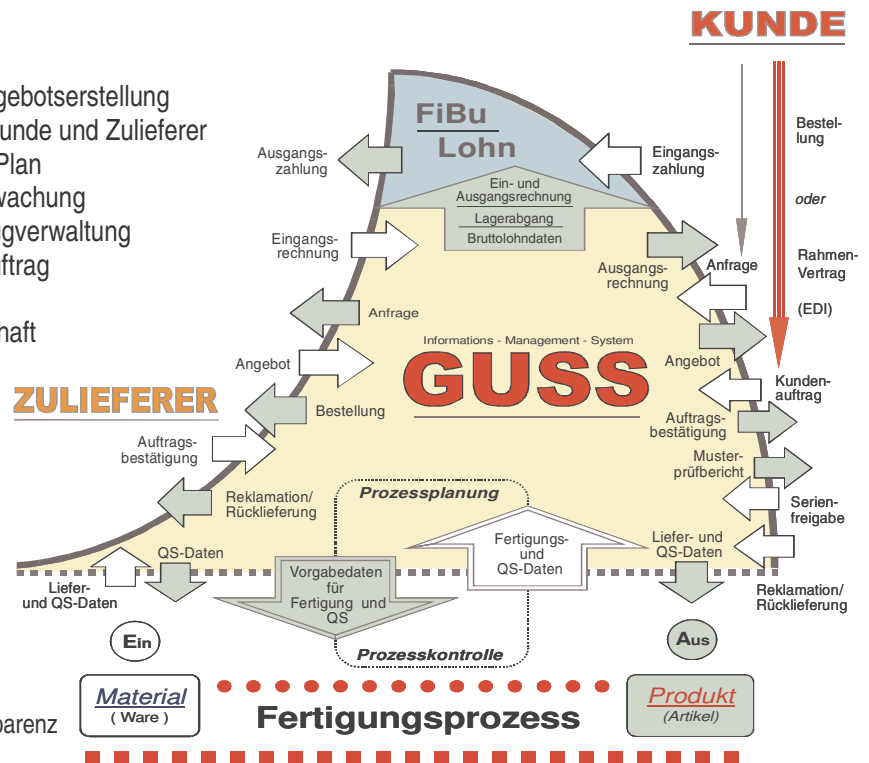 KUNDE
gebotserstellung
unde und Zulieferer
Plan
wachung
gverwaltung
ftrag
haft
FiBu
Lohn
Ausgangs-
zahlung
Eingangs-
zahlung
Bestel-
lung
oder
Rahmen-
Vertrag
(EDI)
Ein- und
Ausgangsrechnung
Lagerabgang
Bruttolohndaten
Eingangs-
rechnung
Ausgangs-
rechnung
Anfrage
Anfrage
Informations - Management - System
GUSS
Angebot
Angebot
ZULIEFERER
Bestellung
Kunden-
auftrag
Auftrags-
bestätigung
Auftrags-
bestätigung
Muster-
prüfbericht
Reklamation/
Rücklieferung
Prozessplanung
Serien-
freigabe
QS-Daten
Liefer-
und QS-Daten
Vorgabedaten
für
Fertigung und
QS
Fertigungs-
und
QS-Daten
Liefer- und
QS-Daten
Reklamation/
Rücklieferung
Prozesskontrolle
Ein
Aus
Material
( Ware )
Fertigungsprozess
Produkt
(Artikel)
parenz